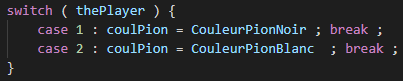 switch ( thePlayer ) {
    case 1 : coulPion = CouleurPionNoir ; break ;
    case 2 : coulPion = CouleurPionBlanc  ; break ;
}